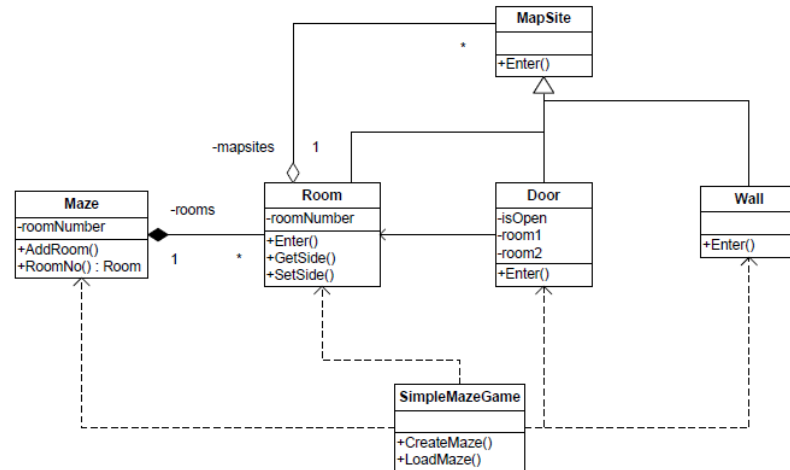 MapSite
*
+Enter()
-mapsites
1
Maze
-roomNumber
+AddRoom()
+RoomNo() : Room
-rooms
1
*
Room
-roomNumber
+Enter()
+GetSide()
+SetSide()
Door
-isOpen
-room1
-room2
+Enter()
Wall
+Enter()
SimpleMazeGame
+CreateMaze()
+LoadMaze()